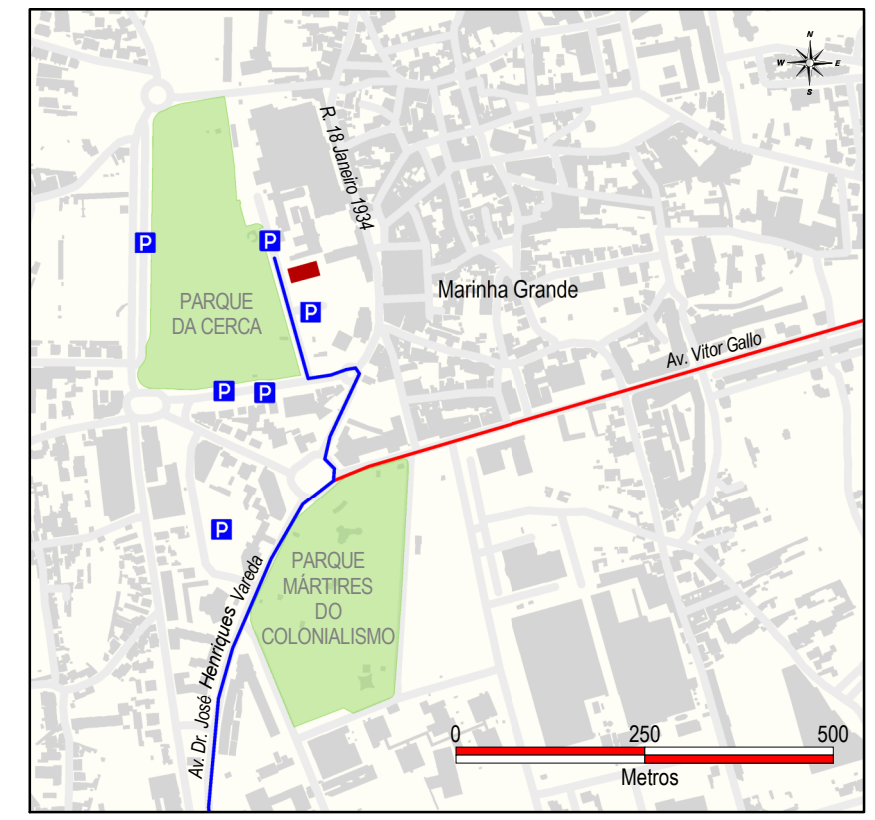 N
W E
S
R. 18 Janeiro 1934
P
P
PARQUE
DA CERCA
Marinha Grande
P
Av. Vitor Gallo
P
P
P
PARQUE
MÁRTIRES
DO
COLONIALISMO
Av. Dr. José Henriques Vareda
0 250 500
Metros